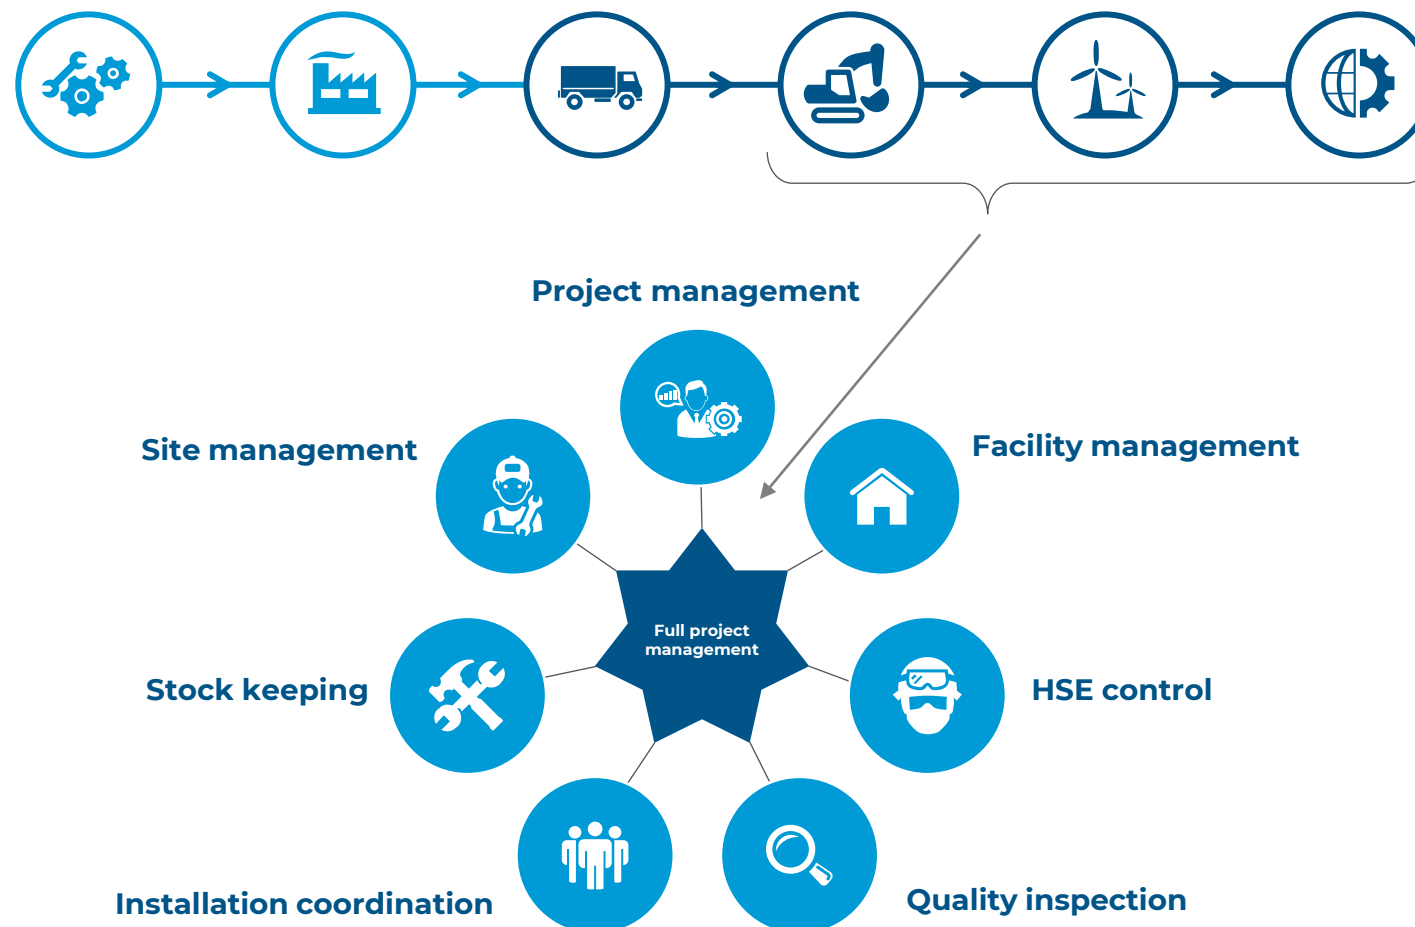 Project management
Site management
Facility management
Full project
management
Stock keeping
HSE control
Installation coordination
Quality inspection